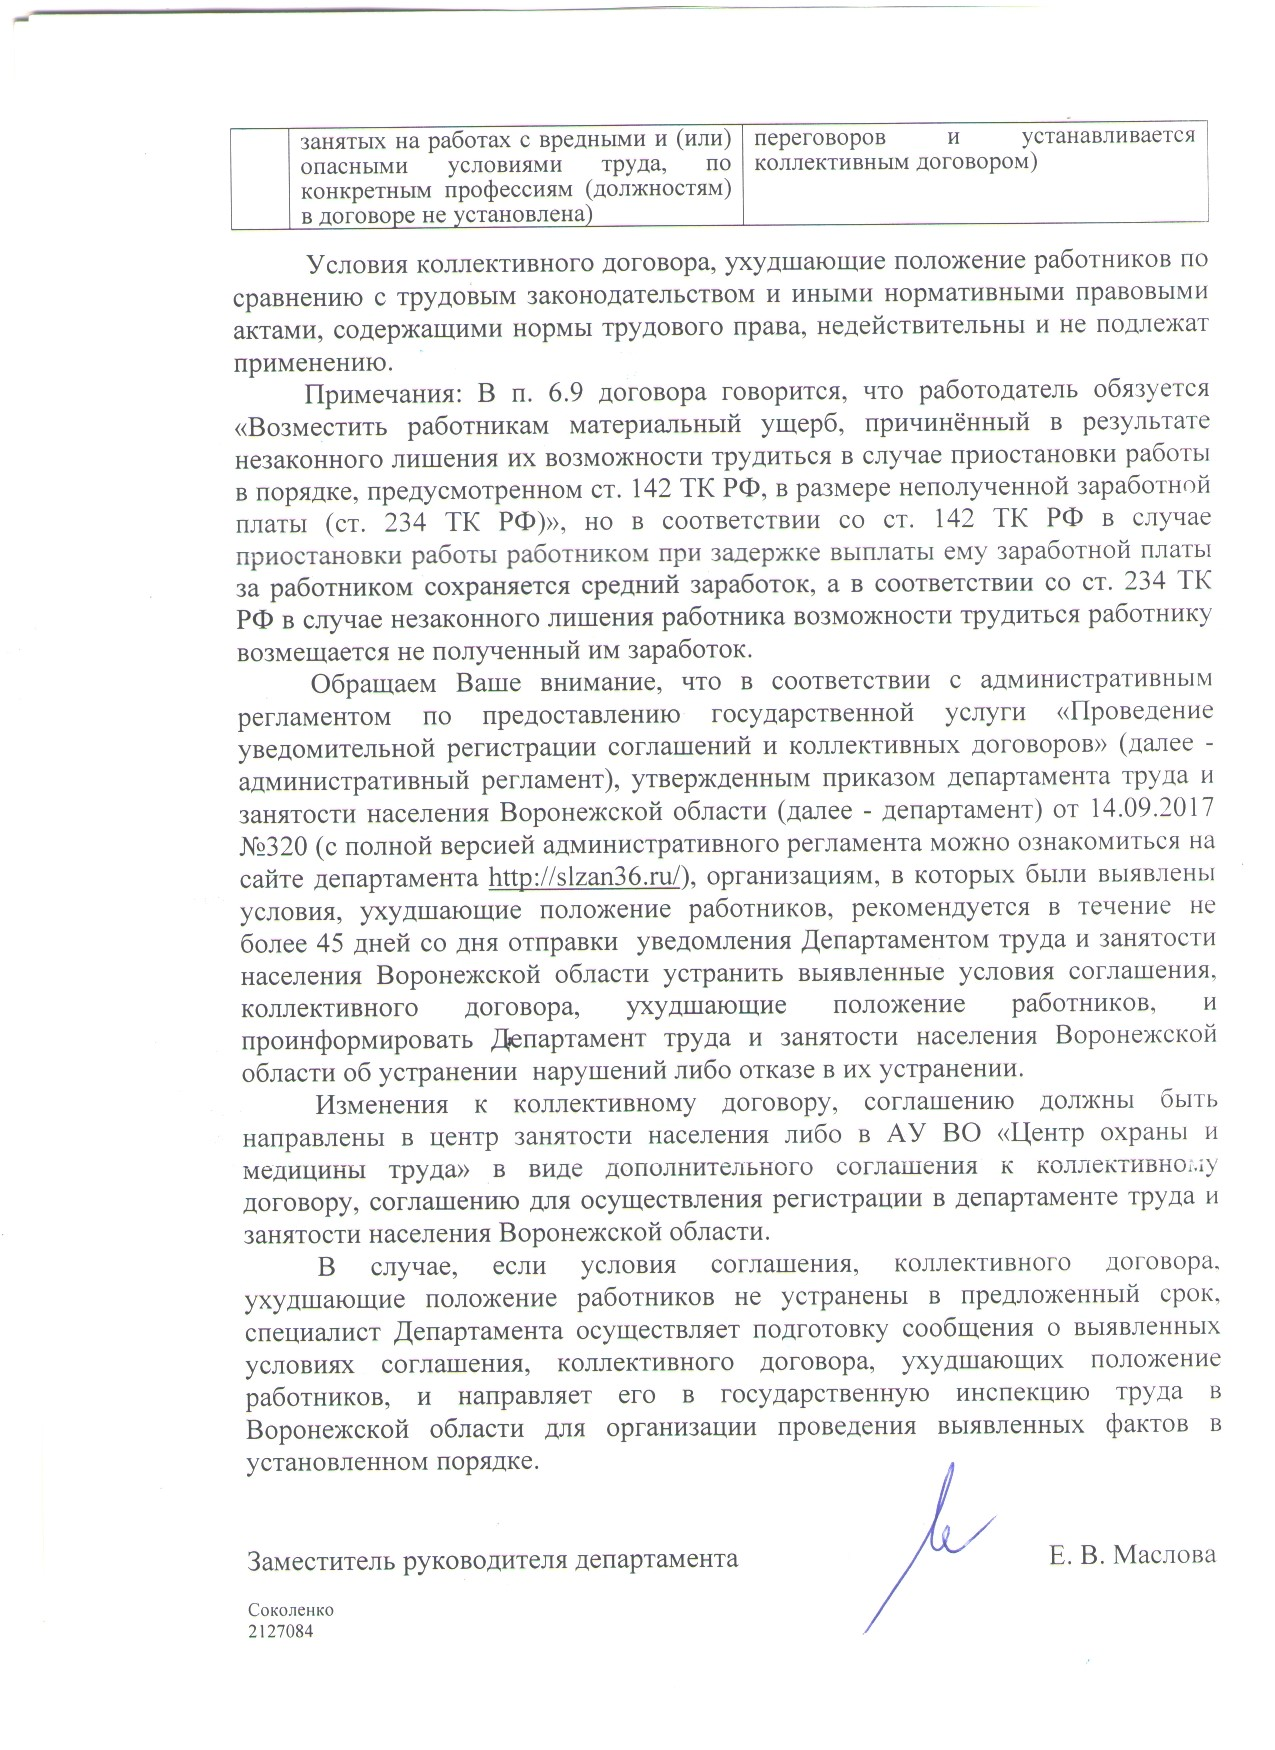 занятых на работах с вредными и (или)
опасными условиями труда, по
конкретным профессиям (должностям)
в договоре не установлена)
переговоров и устанавливается
коллективным договором)
Условия коллективного договора, ухудшающие положение работников по
сравнению с трудовым законодательством и иными нормативными правовыми
актами, содержащими нормы трудового права, недействительны и не подлежат
применению.
Примечания: В п. 6.9 договора говорится, что работодатель обязуется
«Возместить работникам материальный ущерб, причинённый в результате
незаконного лишения их возможности трудиться в случае приостановки работы
в порядке, предусмотренном ст. 142 ТК РФ, в размере неполученной заработной
платы (ст. 234 ТК РФ)», но в соответствии со ст. 142 ТК РФ в случае
приостановки работы работником при задержке выплаты ему заработной платы
за работником сохраняется средний заработок, а в соответствии со ст. 234 ТК
РФ в случае незаконного лишения работника возможности трудиться работнику
возмещается не полученный им заработок.
Обращаем Ваше внимание, что в соответствии с административным
регламентом по предоставлению государственной услуги «Проведение
уведомительной регистрации соглашений и коллективных договоров» (далее -
административный регламент), утвержденным приказом департамента труда и
занятости населения Воронежской области (далее - департамент) от 14.09.2017
№320 (с полной версией административного регламента можно ознакомиться на
сайте департамента http://slzan36.ru/), организациям, в которых были выявлены
условия, ухудшающие положение работников, рекомендуется в течение не
более 45 дней со дня отправки уведомления Департаментом труда и занятости
населения Воронежской области устранить выявленные условия соглашения,
коллективного договора, ухудшающие положение работников, и
проинформировать Департамент труда и занятости населения Воронежской
области об устранении нарушений либо отказе в их устранении.
Изменения к коллективному договору, соглашению должны быть
направлены в центр занятости населения либо в АУ ВО «Центр охраны и
медицины труда» в виде дополнительного соглашения к коллективному
договору, соглашению для осуществления регистрации в департаменте труда и
занятости населения Воронежской области.
В случае, если условия соглашения, коллективного договора,
ухудшающие положение работников не устранены в предложенный срок,
специалист Департамента осуществляет подготовку сообщения о выявленных
условиях соглашения, коллективного договора, ухудшающих положение
работников, и направляет его в государственную инспекцию труда в
Воронежской области для организации проведения выявленных фактов в
установленном порядке.
Заместитель руководителя департамента Е. В. Маслова
Соколенко
2127084